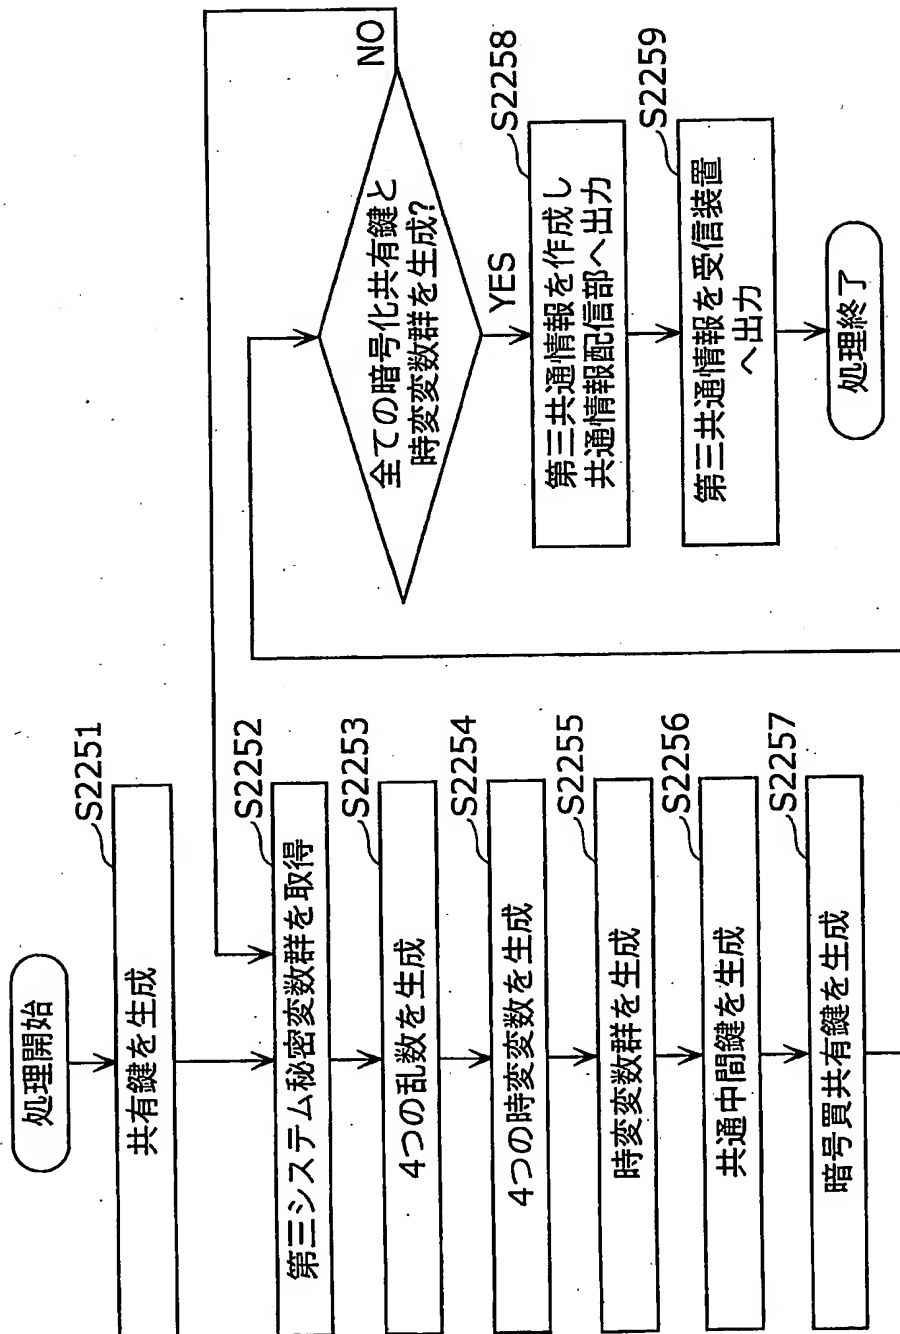 処理開始
S2251
共有鍵を生成
S2252
第三システム秘密変数群を取得
S2253
4つの乱数を生成
S2254
4つの時変変数を生成
S2255
時変変数群を生成
S2256
共通中間鍵を生成
S2257
暗号買共有鍵を生成
全ての暗号化共有鍵と
時変変数群を生成?
NO
YES
S2258
第三共通情報を作成し
共通情報配信部へ出力
S2259
第三共通情報を受信装置
へ出力
処理終了